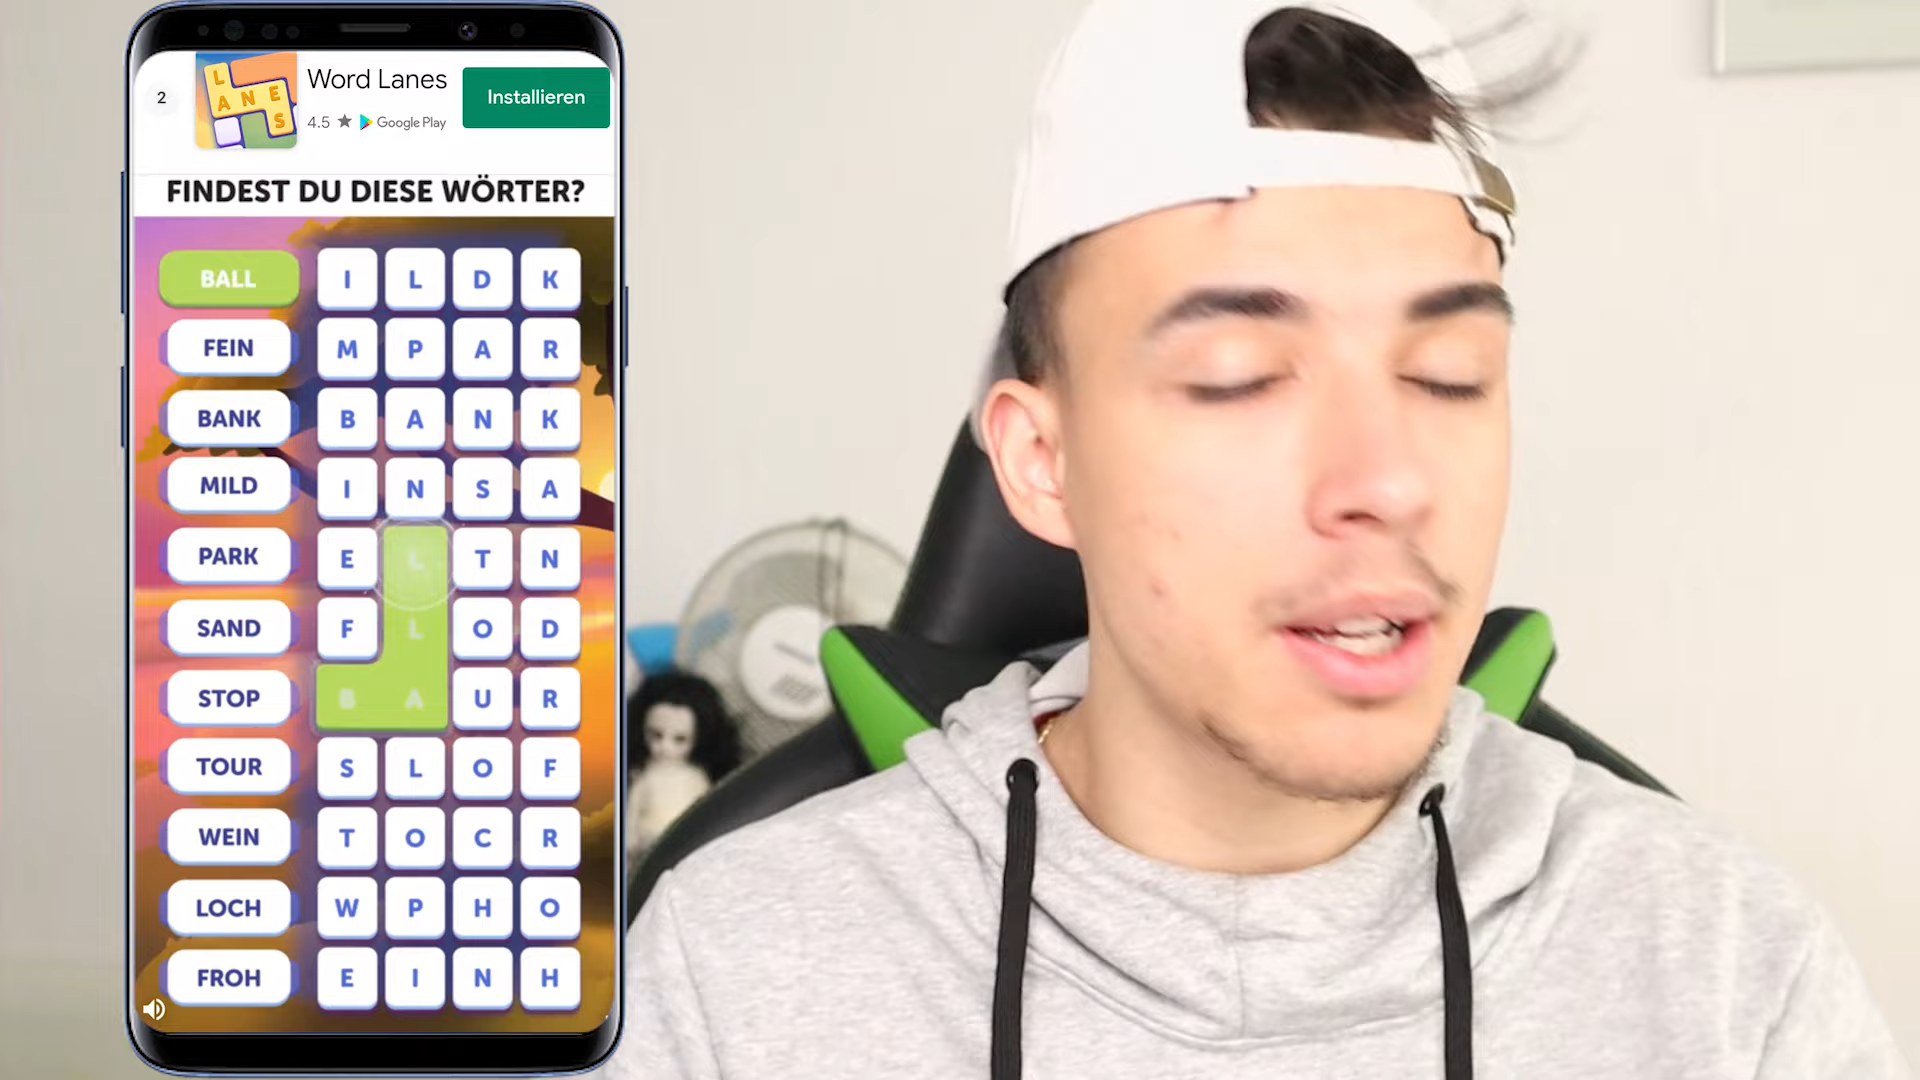 2
LANES
Word Lanes
4.5 ★ Google Play
Installieren
FINDEST DU DIESE WÖRTER?
BALL I L D K
FEIN M P A R
BANK B A N K
MILD I N S A
PARK E L T N
SAND F L O D
STOP B A U R
TOUR S L O F
WEIN T O C R
LOCH W P H O
FROH E I N H